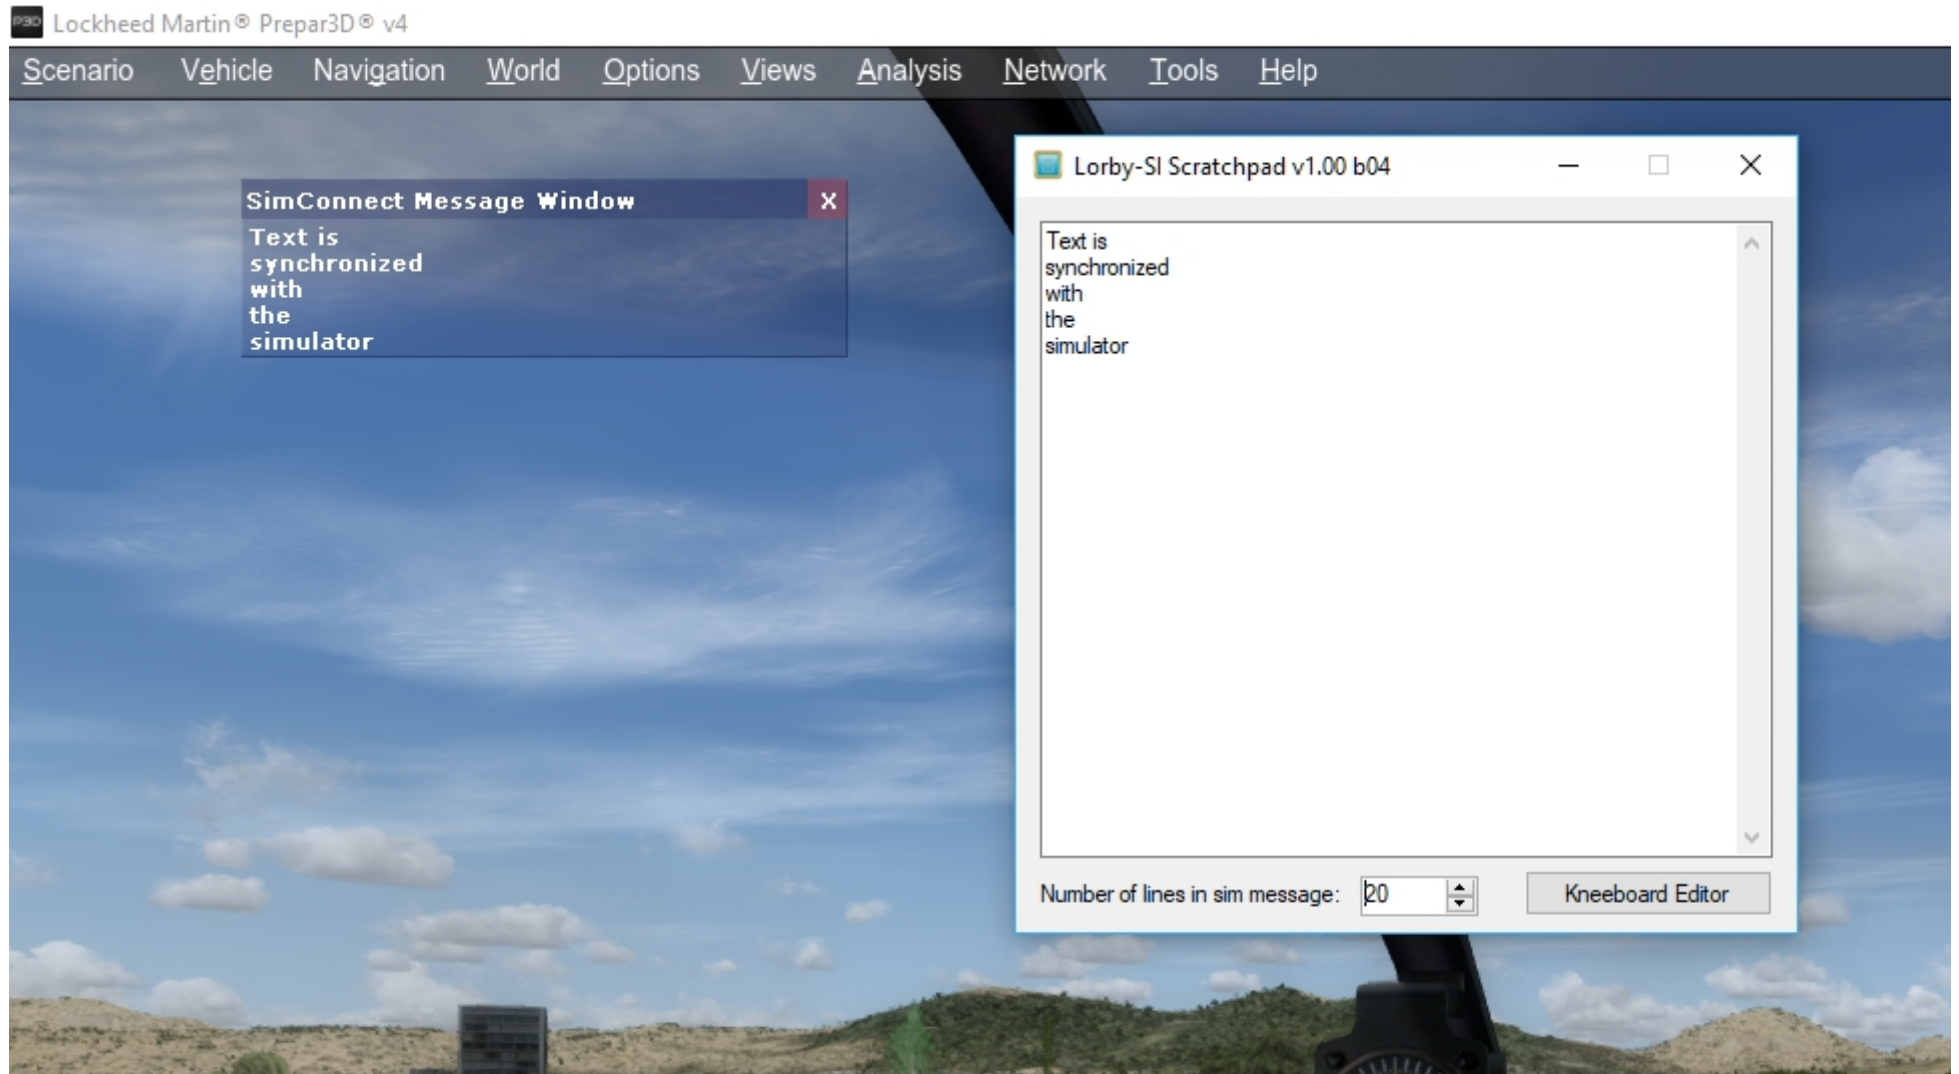 P3D Lockheed Martin® Prepar3D® v4
Scenario Vehicle Navigation World Options Views Analysis Network Tools Help
SimConnect Message Window X
Text is
synchronized
with
the
simulator
Lorby-SI Scratchpad v1.00 b04
Text is
synchronized
with
the
simulator
Number of lines in sim message: 20 Kneeboard Editor